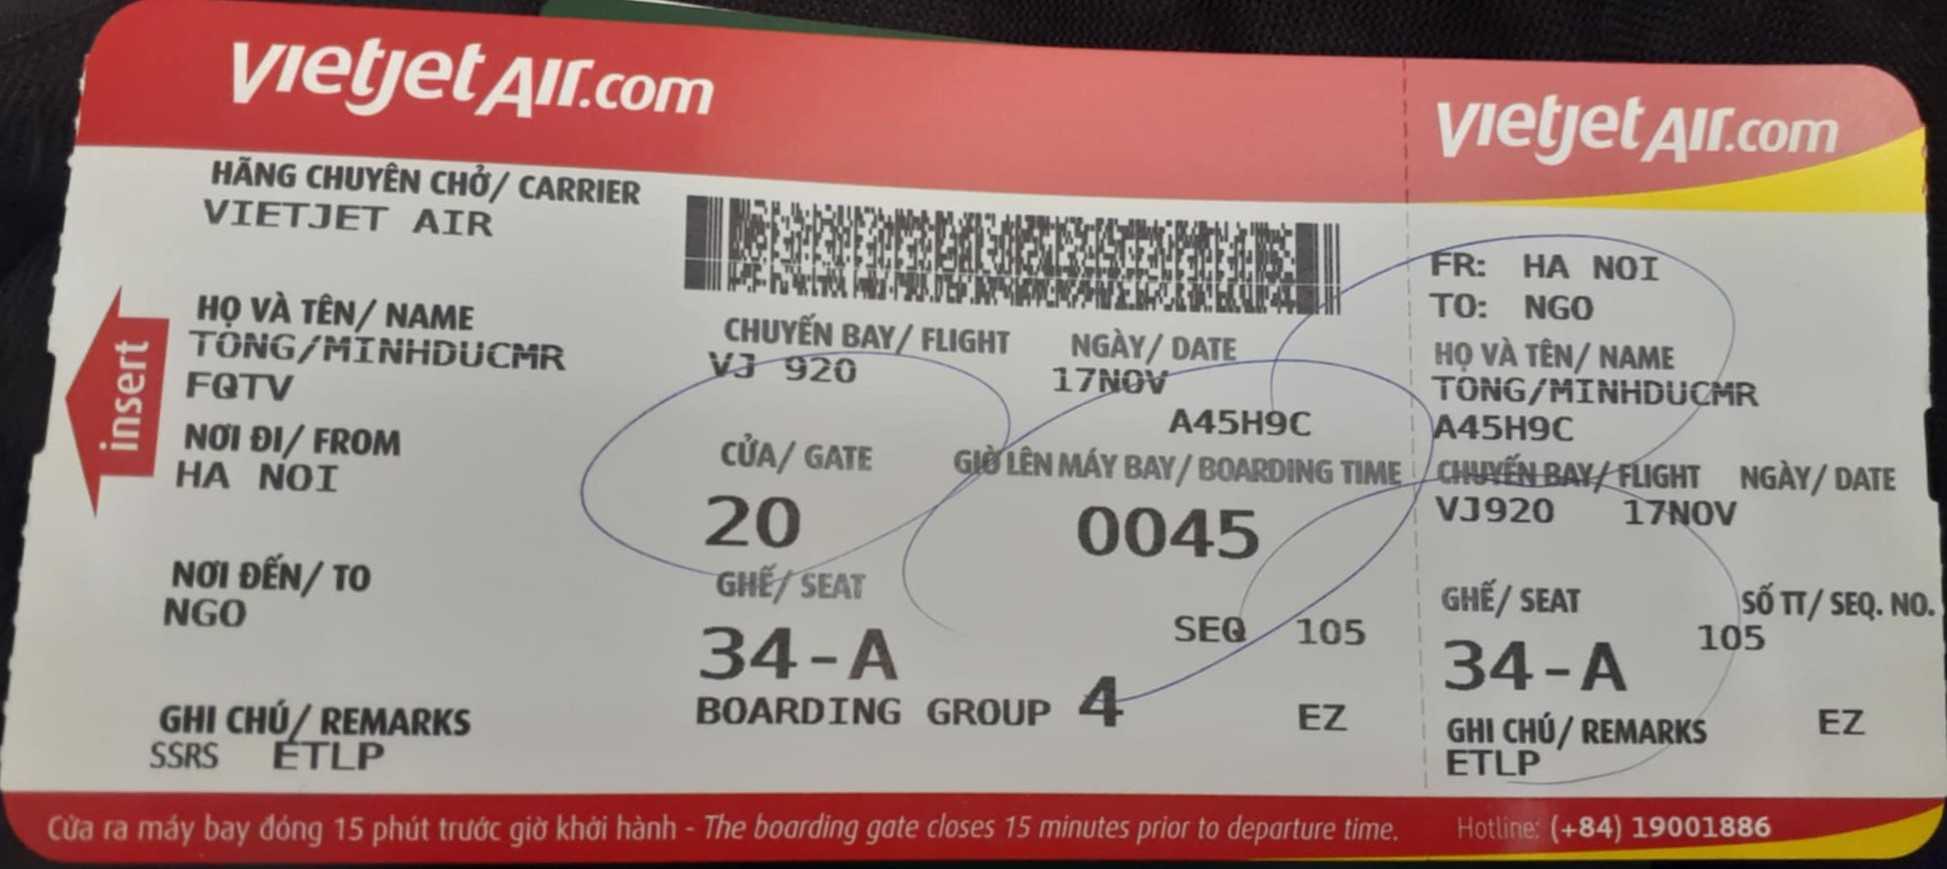 vietjet Air.com
HÃNG CHUYÊN CHỞ/ CARRIER
VIETJET AIR
HỌ VÀ TÊN/ NAME
TONG/MINHDUCMR
FQTV
NƠI ĐI/ FROM
HA NOI
NƠI ĐẾN/ TO
NGO
GHI CHÚ/ REMARKS
SSRS ETLP
insert
CHUYẾN BAY/ FLIGHT NGÀY/ DATE
VJ 920 17NOV
A45H9C
CỬA/ GATE GIỜ LÊN MÁY BAY/ BOARDING TIME
20 0045
GHẾ/ SEAT
34-A SEQ 105
BOARDING GROUP 4 EZ
vietjet Air.com
FR: HA NOI
TO: NGO
HỌ VÀ TÊN/ NAME
TONG/MINHDUCMR
A45H9C
CHUYẾN BAY/ FLIGHT NGÀY/ DATE
VJ920 17NOV
GHẾ/ SEAT SỐ TT/ SEQ. NO.
34-A 105
GHI CHÚ/ REMARKS EZ
ETLP
Cửa ra máy bay đóng 15 phút trước giờ khởi hành - The boarding gate closes 15 minutes prior to departure time.
Hotline: (+84) 19001886